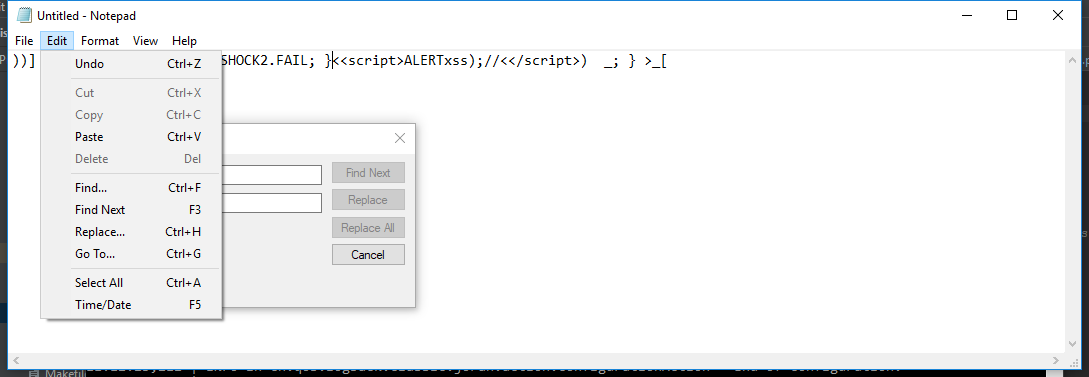 Untitled - Notepad
File Edit Format View Help
))] SHOCK2.FAIL; }<<script>ALERTxss);//<</script>) _; } >_[
Undo Ctrl+Z
Cut Ctrl+X
Copy Ctrl+C
Paste Ctrl+V
Delete Del
Find... Ctrl+F
Find Next F3
Replace... Ctrl+H
Go To... Ctrl+G
Select All Ctrl+A
Time/Date F5
Find Next
Replace
Replace All
Cancel